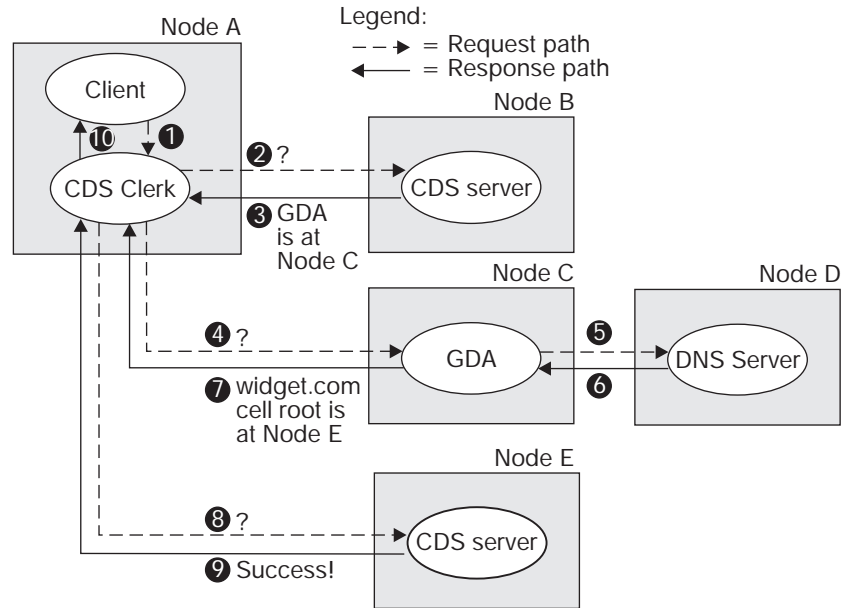 Legend:
= Request path
= Response path
Node A
Client
10
1
CDS Clerk
Node B
2 ?
CDS server
3 GDA
is at
Node C
Node C
Node D
4 ?
GDA
5
DNS Server
6
7 widget.com
cell root is
at Node E
Node E
8 ?
CDS server
9 Success!